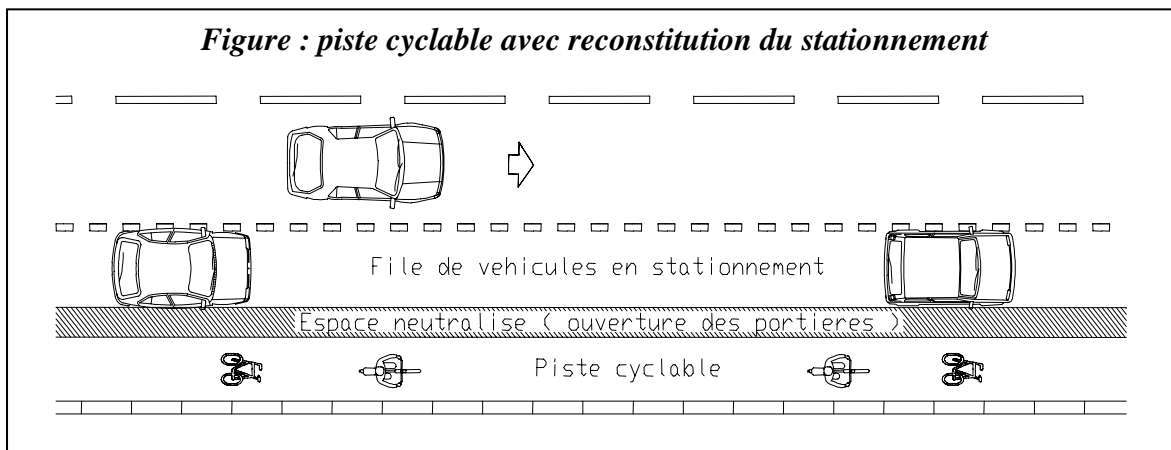 Figure : piste cyclable avec reconstitution du stationnement
File de vehicules en stationnement
Espace neutralise ( ouverture des portieres )
Piste cyclable